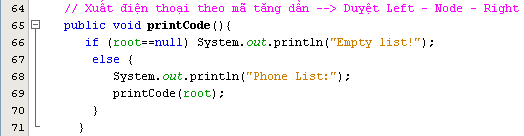 64 // Xuất điện thoại theo mã tăng dần --> Duyệt Left - Node - Right
65 public void printCode(){
66 if (root==null) System.out.println("Empty list!");
67 else {
68 System.out.println("Phone List:");
69 printCode(root);
70 }
71 }